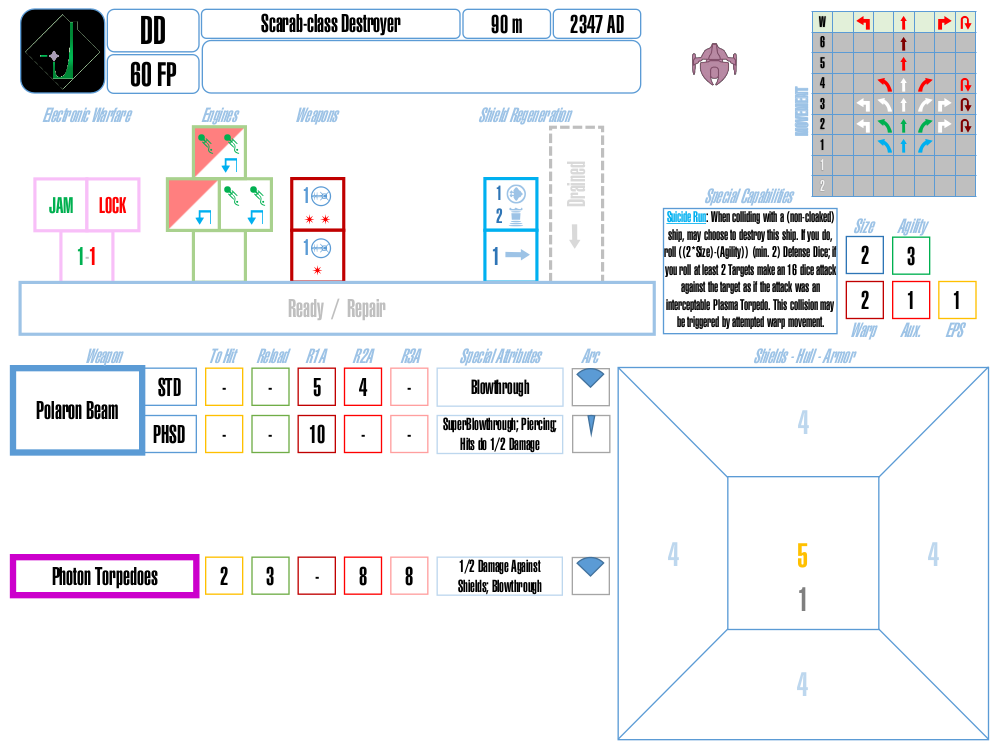 DD
Scarab-class Destroyer
90 m
2347 AD
60 FP
Electronic Warfare
Engines
Weapons
Shield Regeneration
JAM
LOCK
1-1
1
1
1
2
1
Drained
Ready / Repair
MOVEMENT
W
6
5
4
3
2
1
1
2
Special Capabilities
Suicide Run: When colliding with a (non-cloaked)
ship, may choose to destroy this ship. If you do,
roll ((2*Size)-(Agility)) (min. 2) Defense Dice; if
you roll at least 2 Targets make an 16 dice attack
against the target as if the attack was an
interceptable Plasma Torpedo. This collision may
be triggered by attempted warp movement.
Size
Agility
2
3
2
1
1
Warp
Aux.
EPS
Weapon
To Hit
Reload
R1A
R2A
R3A
Special Attributes
Arc
Polaron Beam
STD
-
-
5
4
-
Blowthrough
PHSD
-
-
10
-
-
SuperBlowthrough; Piercing;
Hits do 1/2 Damage
Photon Torpedoes
2
3
-
8
8
1/2 Damage Against
Shields; Blowthrough
Shields - Hull - Armor
4
4
5
4
1
4